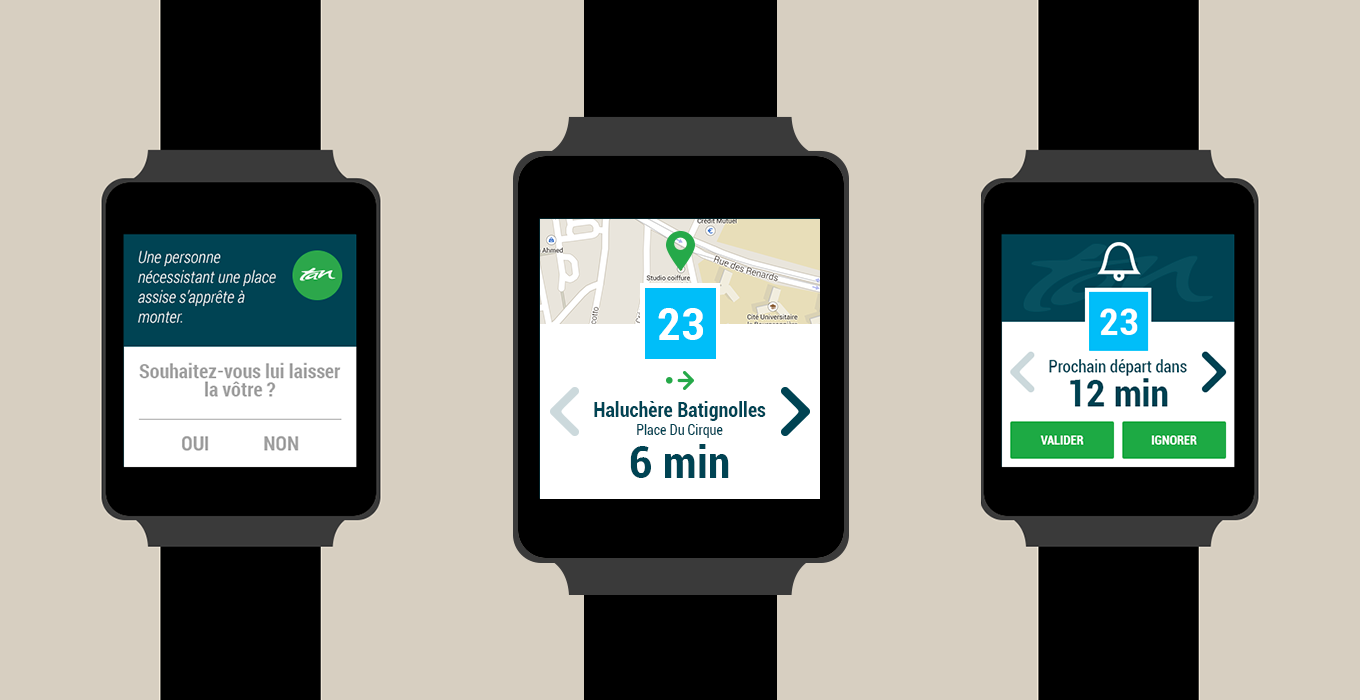 Une personne
nécessistant une place
assise s'apprête à
monter.
tan
Souhaitez-vous lui laisser
la vôtre ?
OUI
NON
Crédit Mutuel
Ahmed
Rue des Renards
Studio coiffure
Cité Universitaire
23
Haluchère Batignolles
Place Du Cirque
6 min
tan
23
Prochain départ dans
12 min
VALIDER
IGNORER